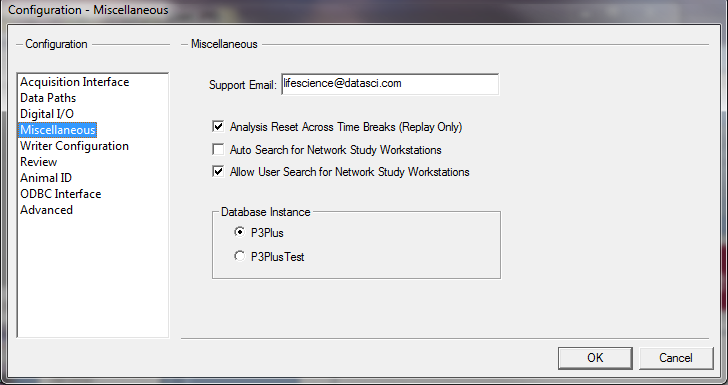 Configuration - Miscellaneous
Configuration
Acquisition Interface
Data Paths
Digital I/O
Miscellaneous
Writer Configuration
Review
Animal ID
ODBC Interface
Advanced
Miscellaneous
Support Email: lifescience@datasci.com
Analysis Reset Across Time Breaks (Replay Only)
Auto Search for Network Study Workstations
Allow User Search for Network Study Workstations
Database Instance
P3Plus
P3PlusTest
OK Cancel